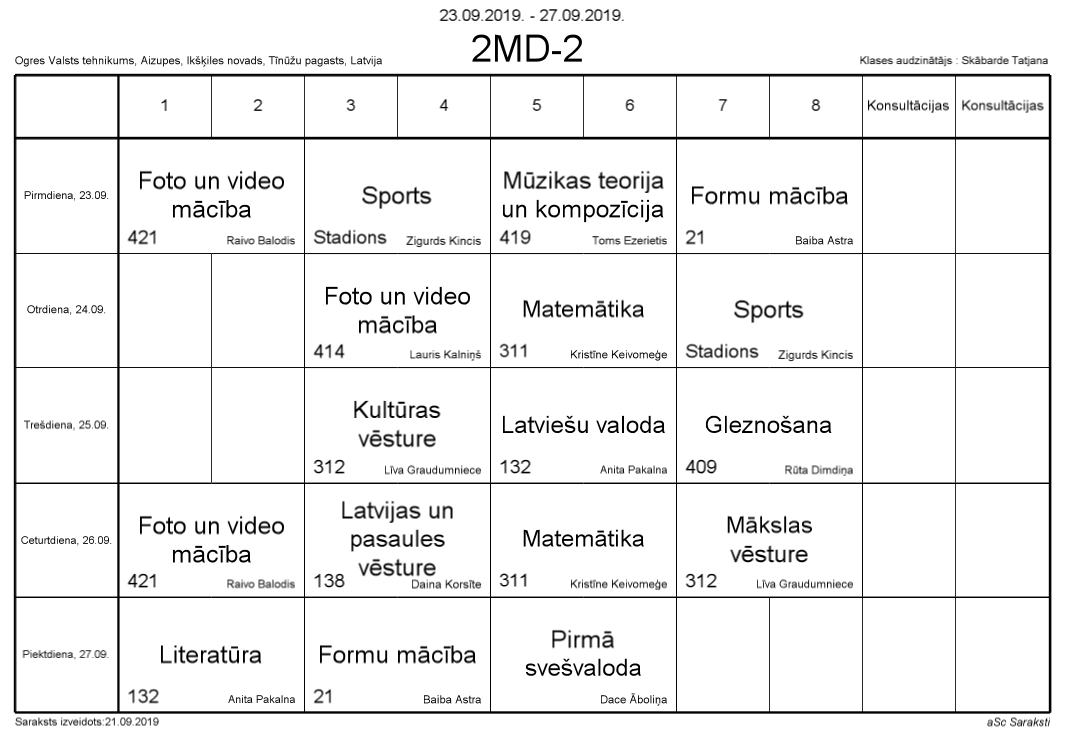 23.09.2019. - 27.09.2019.
2MD-2
Ogres Valsts tehnikums, Aizupes, Ikšķiles novads, Tīnūžu pagasts, Latvija
Klases audzinātājs : Skābarde Tatjana
1 2 3 4 5 6 7 8 Konsultācijas Konsultācijas
Pirmdiena, 23.09.
Foto un video
mācība
421 Raivo Balodis
Sports
Stadions Zigurds Kincis
Mūzikas teorija
un kompozīcija
419 Toms Ezerietis
Formu mācība
21 Baiba Astra
Otrdiena, 24.09.
Foto un video
mācība
414 Lauris Kalniņš
Matemātika
311 Kristīne Keivomeģe
Sports
Stadions Zigurds Kincis
Trešdiena, 25.09.
Kultūras
vēsture
312 Līva Graudumniece
Latviešu valoda
132 Anita Pakalna
Gleznošana
409 Rūta Dimdiņa
Ceturtdiena, 26.09.
Foto un video
mācība
421 Raivo Balodis
Latvijas un
pasaules
vēsture
138 Daina Korsīte
Matemātika
311 Kristīne Keivomeģe
Mākslas
vēsture
312 Līva Graudumniece
Piektdiena, 27.09.
Literatūra
132 Anita Pakalna
Formu mācība
21 Baiba Astra
Pirmā
svešvaloda
Dace Āboliņa
Saraksts izveidots:21.09.2019
aSc Saraksti